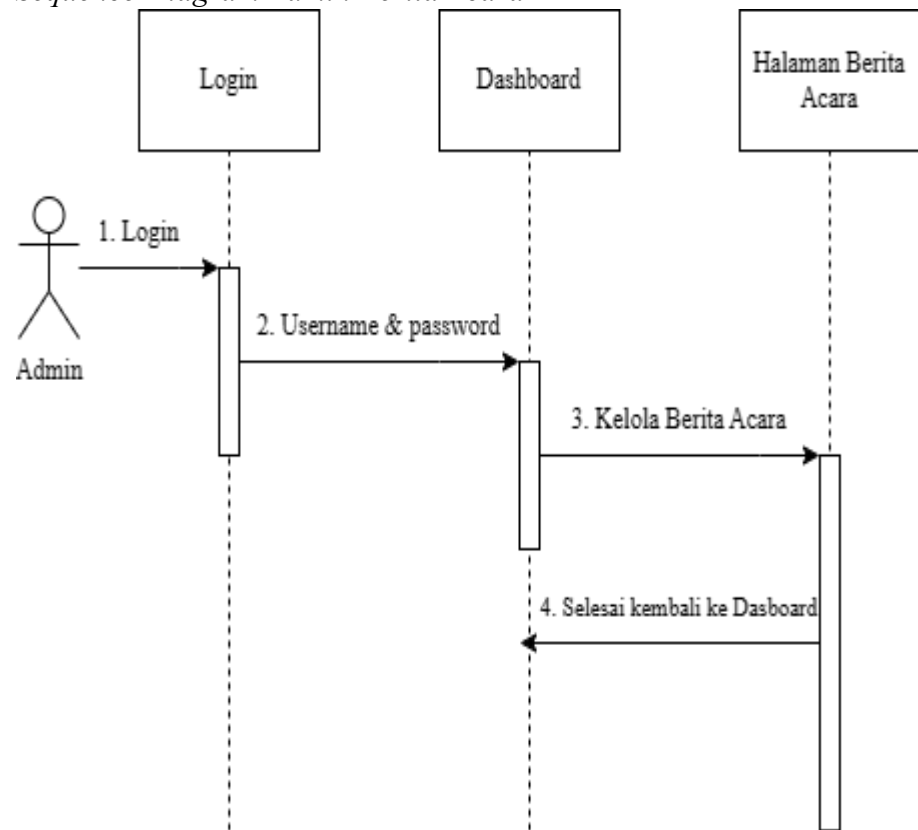 Login
Dashboard
Halaman Berita
Acara
1. Login
Admin
2. Username & password
3. Kelola Berita Acara
4. Selesai kembali ke Dasboard